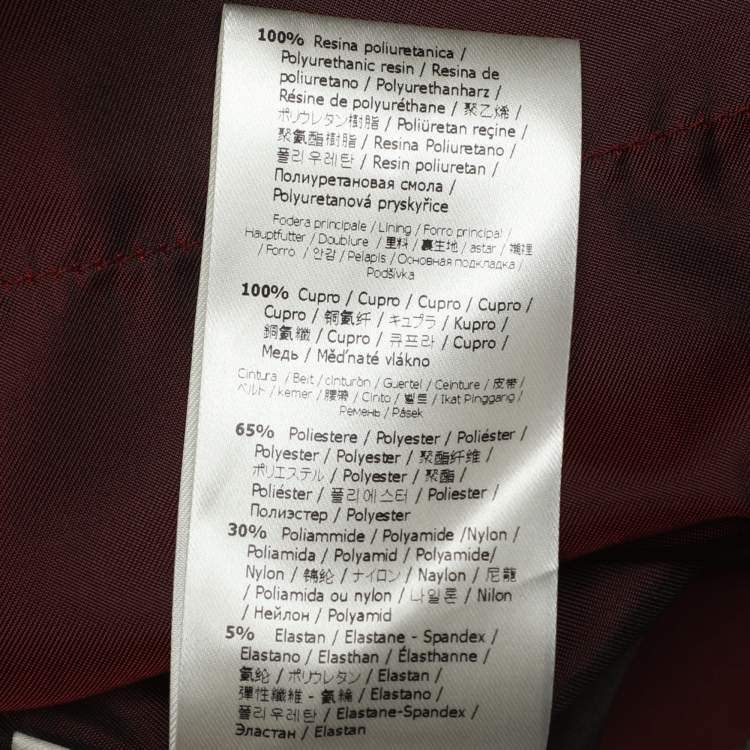 100% Resina poliuretanica /
Polyurethanic resin / Resina de
poliuretano / Polyurethanharz /
Résine de polyuréthane / 聚乙烯 /
ポリウレタン樹脂 / Poliüretan reçine /
聚氨酯樹脂 / Resina Poliuretano /
폴리우레탄 / Resin poliuretan /
Полиуретановая смола /
Polyuretanová pryskyřice
Fodera principale / Lining / Forro principal /
Hauptfutter / Doublure / 里料 / 裏生地 / astar / 襯裡
/ Forro / 안감 / Pelapis / Основная подкладка /
Podšívka
100% Cupro / Cupro / Cupro / Cupro /
Cupro / 铜氨纤 / キュプラ / Kupro /
銅氨纖 / Cupro / 큐프라 / Cupro /
Медь / Měďnaté vlákno
Cintura / Belt / cinturòn / Guertel / Ceinture / 皮带 /
ベルト / kemer / 腰帶 / Cinto / 벨트 / Ikat Pinggang /
Ремень / Pásek
65% Poliestere / Polyester / Poliéster /
Polyester / Polyester / 聚酯纤维 /
ポリエステル / Polyester / 聚酯 /
Poliéster / 폴리에스터 / Poliester /
Полиэстер / Polyester
30% Poliammide / Polyamide /Nylon /
Poliamida / Polyamid / Polyamide/
Nylon / 锦纶 / ナイロン / Naylon / 尼龍
/ Poliamida ou nylon / 나일론 / Nilon
/ Нейлон / Polyamid
5% Elastan / Elastane - Spandex /
Elastano / Elasthan / Élasthanne /
氨纶 / ポリウレタン / Elastan /
彈性纖維 - 氨綸 / Elastano /
폴리우레탄 / Elastane-Spandex /
Эластан / Elastan